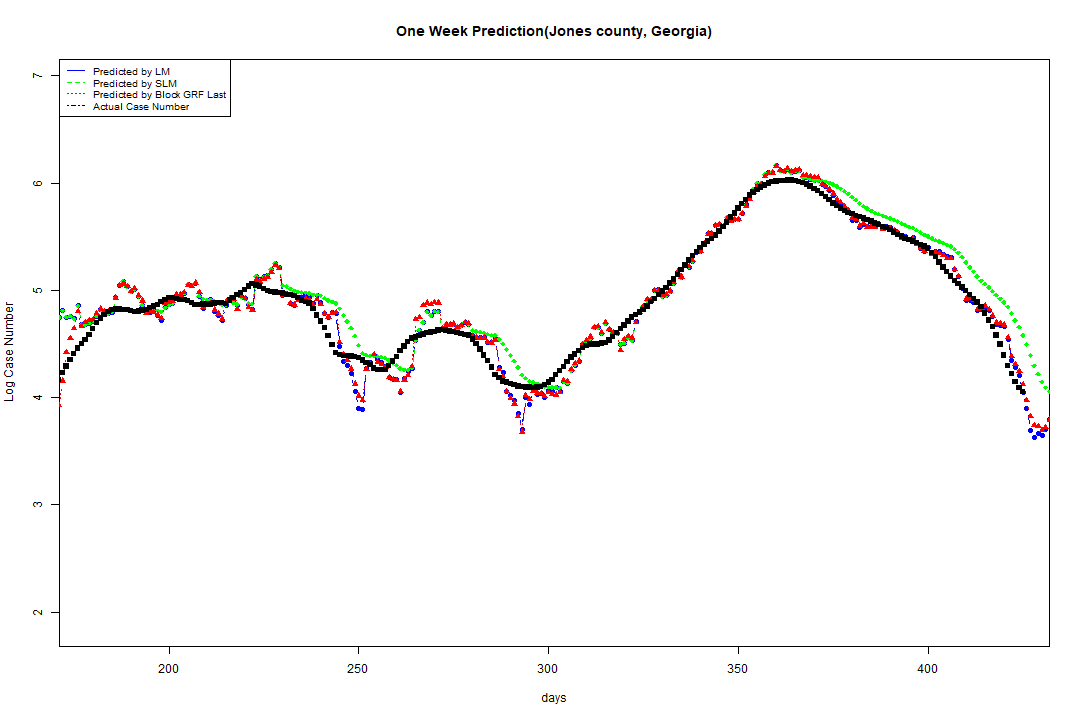 One Week Prediction(Jones county, Georgia)
Predicted by LM
Predicted by SLM
Predicted by Block GRF Last
Actual Case Number
7
6
5
4
3
2
Log Case Number
200 250 300 350 400
days